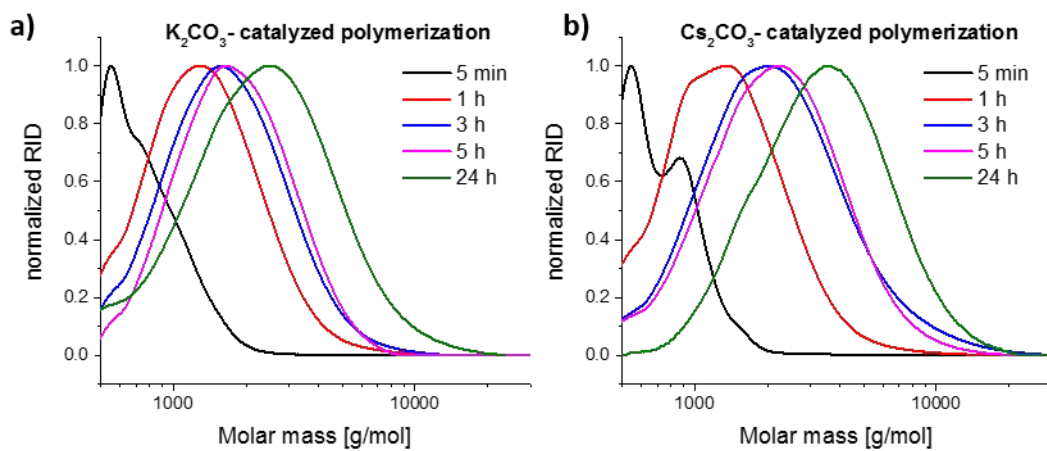 a)
K₂CO₃- catalyzed polymerization
5 min
1 h
3 h
5 h
24 h
1.0
0.8
0.6
0.4
0.2
0.0
normalized RID
1000
10000
Molar mass [g/mol]
b)
Cs₂CO₃- catalyzed polymerization
5 min
1 h
3 h
5 h
24 h
1.0
0.8
0.6
0.4
0.2
0.0
normalized RID
1000
10000
Molar mass [g/mol]